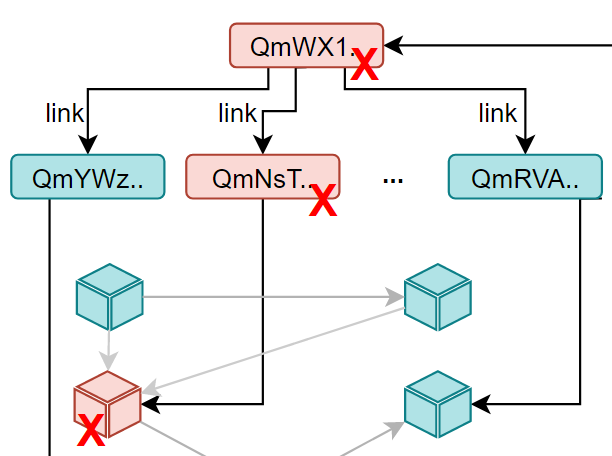 QmWX1..
link
link
link
QmYWz..
QmNsT..
...
QmRVA..
X
X
X